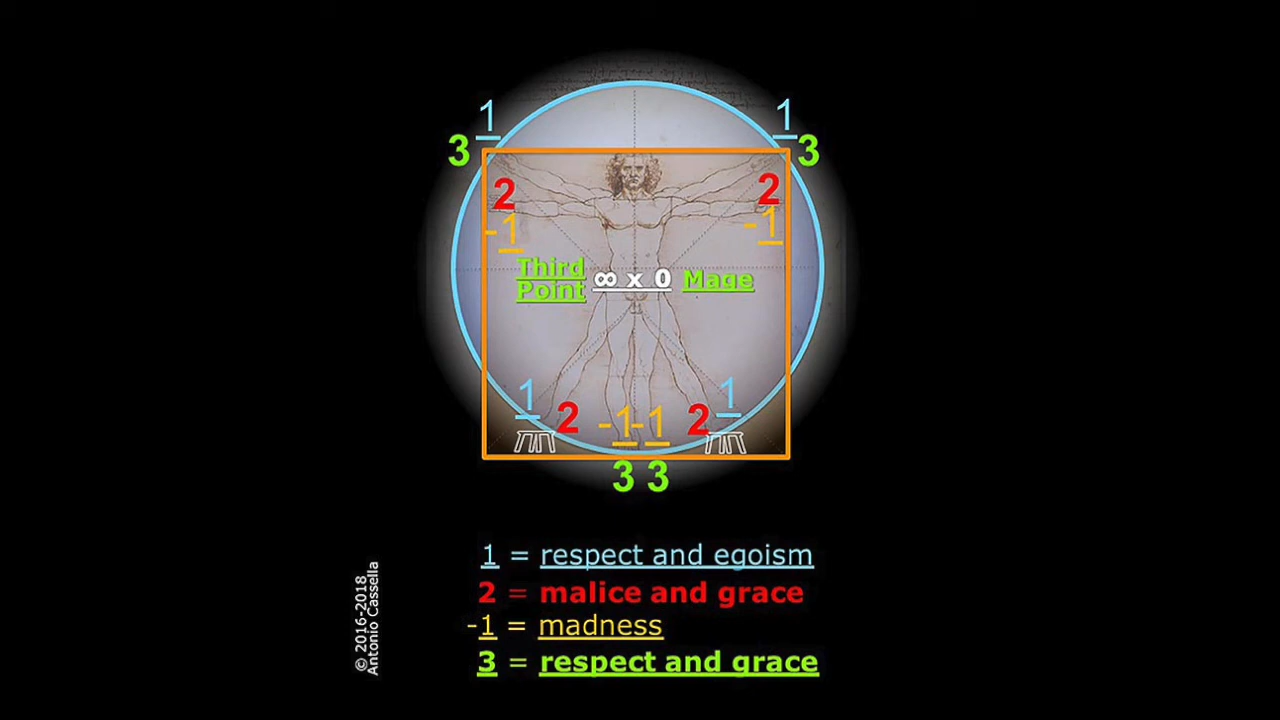 1 1
3 3
2 2
-1 -1
Third Point ∞ x 0 Mage
1 1
2 -1 -1 2
3 3
1 = respect and egoism
2 = malice and grace
-1 = madness
3 = respect and grace
© 2016-2018
Antonio Cassella